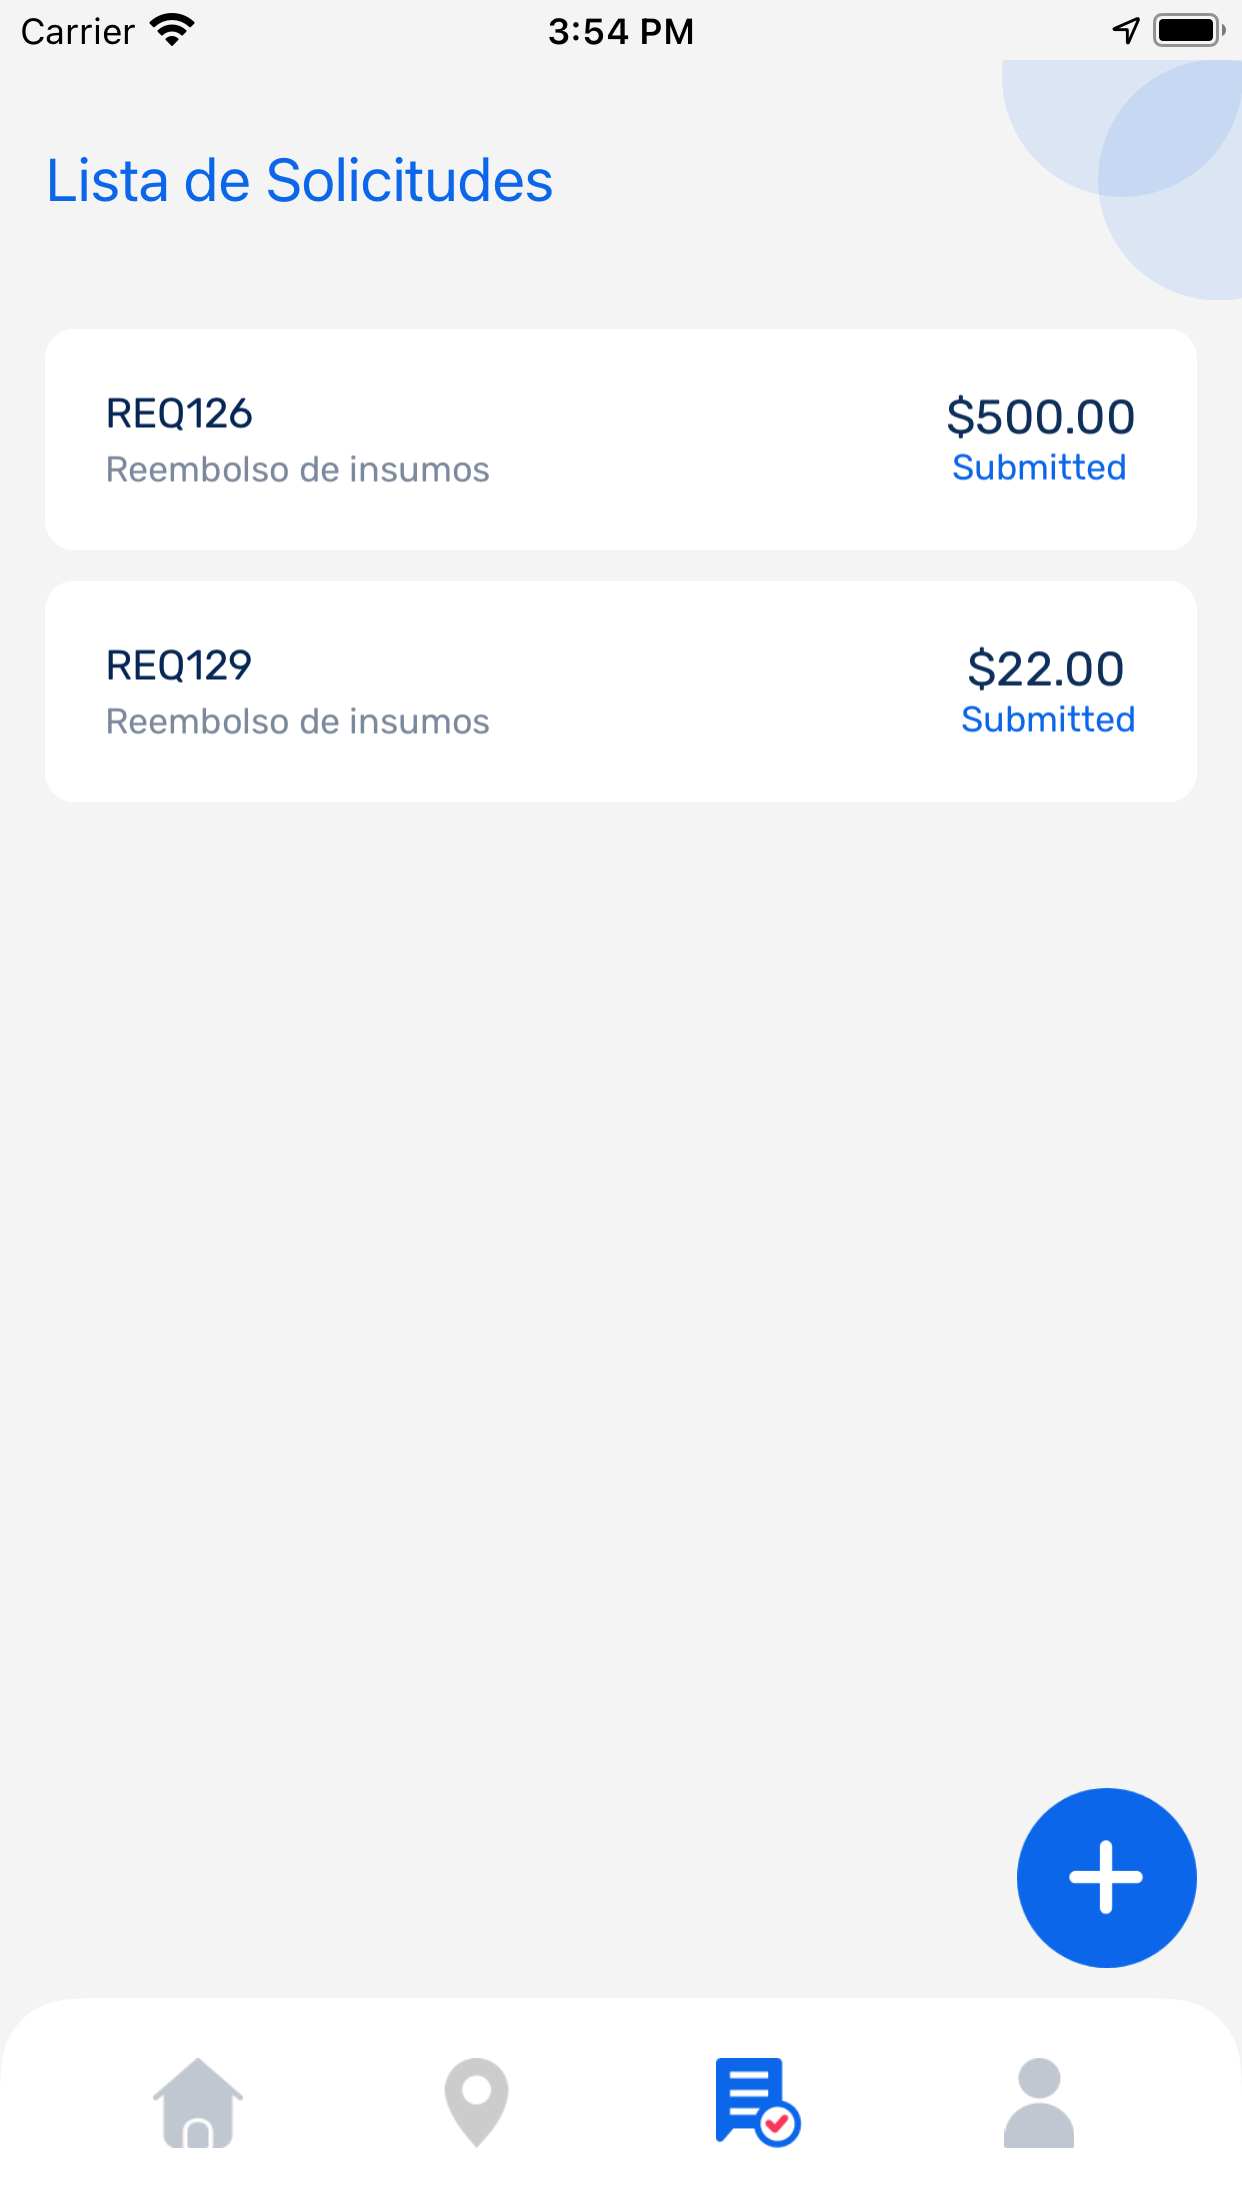 Carrier 3:54 PM
Lista de Solicitudes
REQ126 $500.00
Reembolso de insumos Submitted
REQ129 $22.00
Reembolso de insumos Submitted